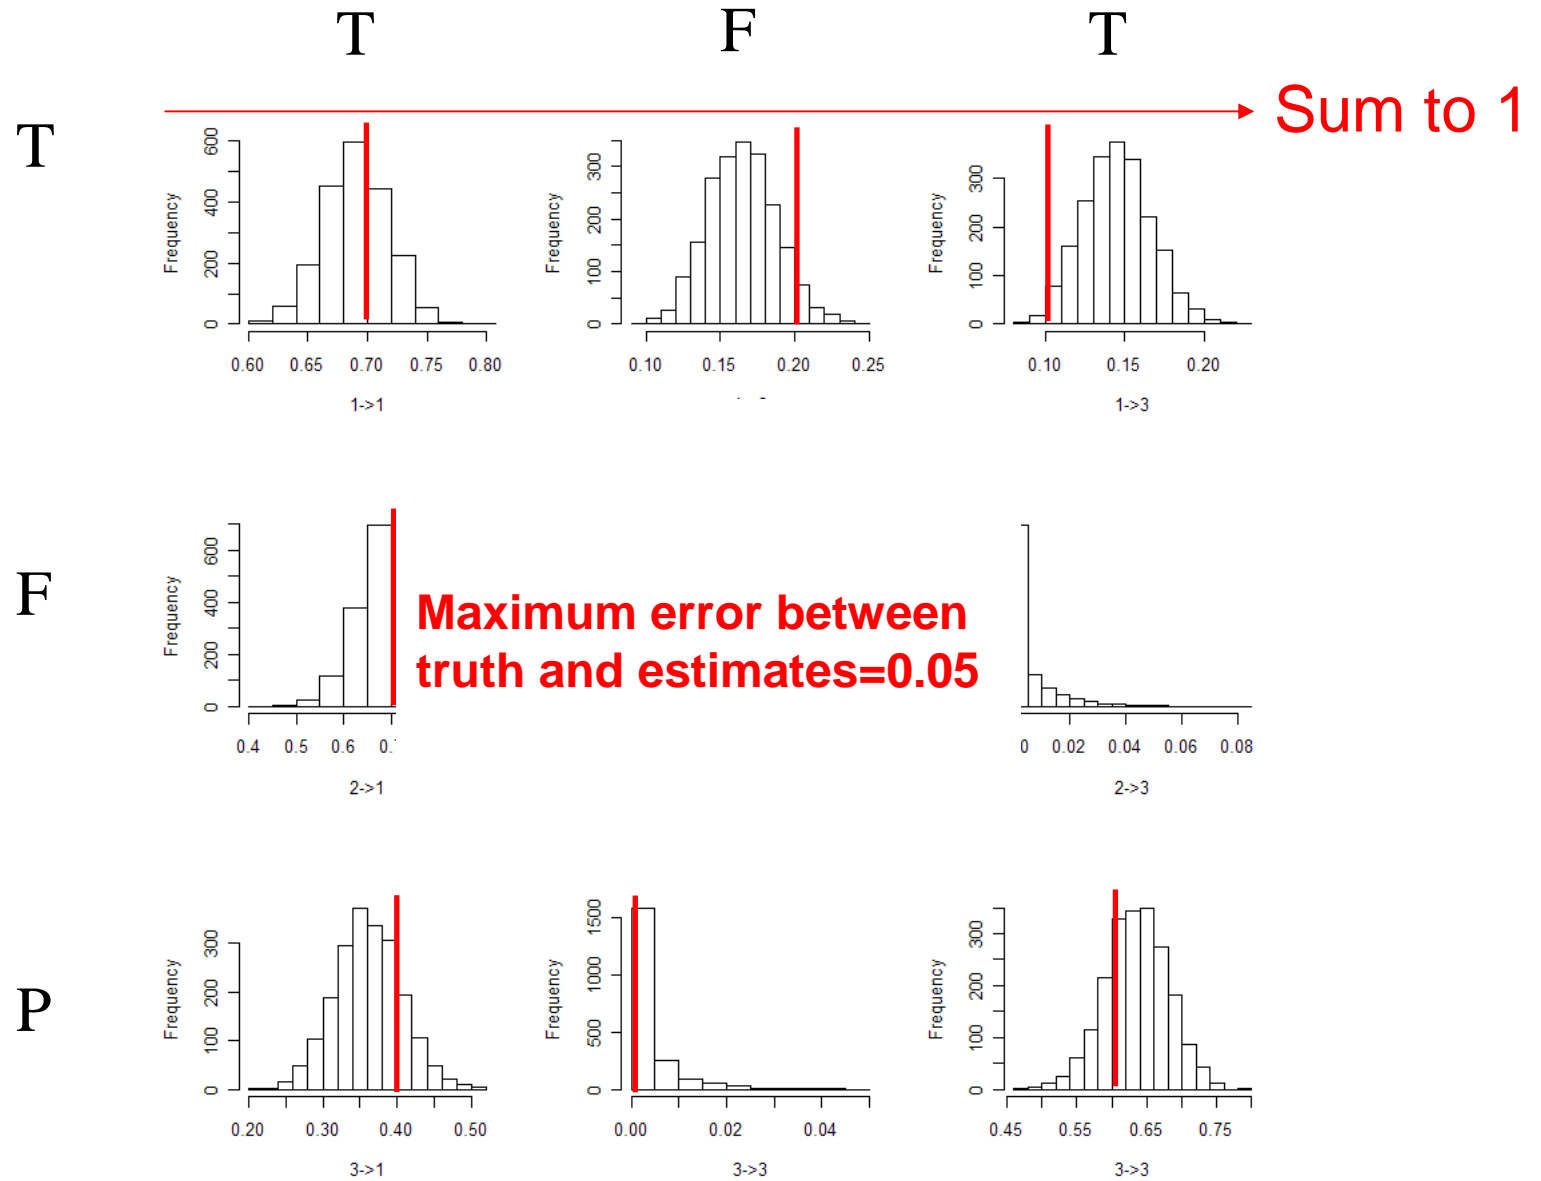 T F T
Sum to 1
T
Frequency
0 200 400 600
0.60 0.65 0.70 0.75 0.80
1->1
Frequency
0 100 200 300
0.10 0.15 0.20 0.25
Frequency
0 100 200 300
0.10 0.15 0.20
1->3
F
Frequency
0 200 400 600
0.4 0.5 0.6 0.
2->1
Maximum error between
truth and estimates=0.05
0 0.02 0.04 0.06 0.08
2->3
P
Frequency
0 100 200 300
0.20 0.30 0.40 0.50
3->1
Frequency
0 500 1000 1500
0.00 0.02 0.04
3->3
Frequency
0 100 200 300
0.45 0.55 0.65 0.75
3->3